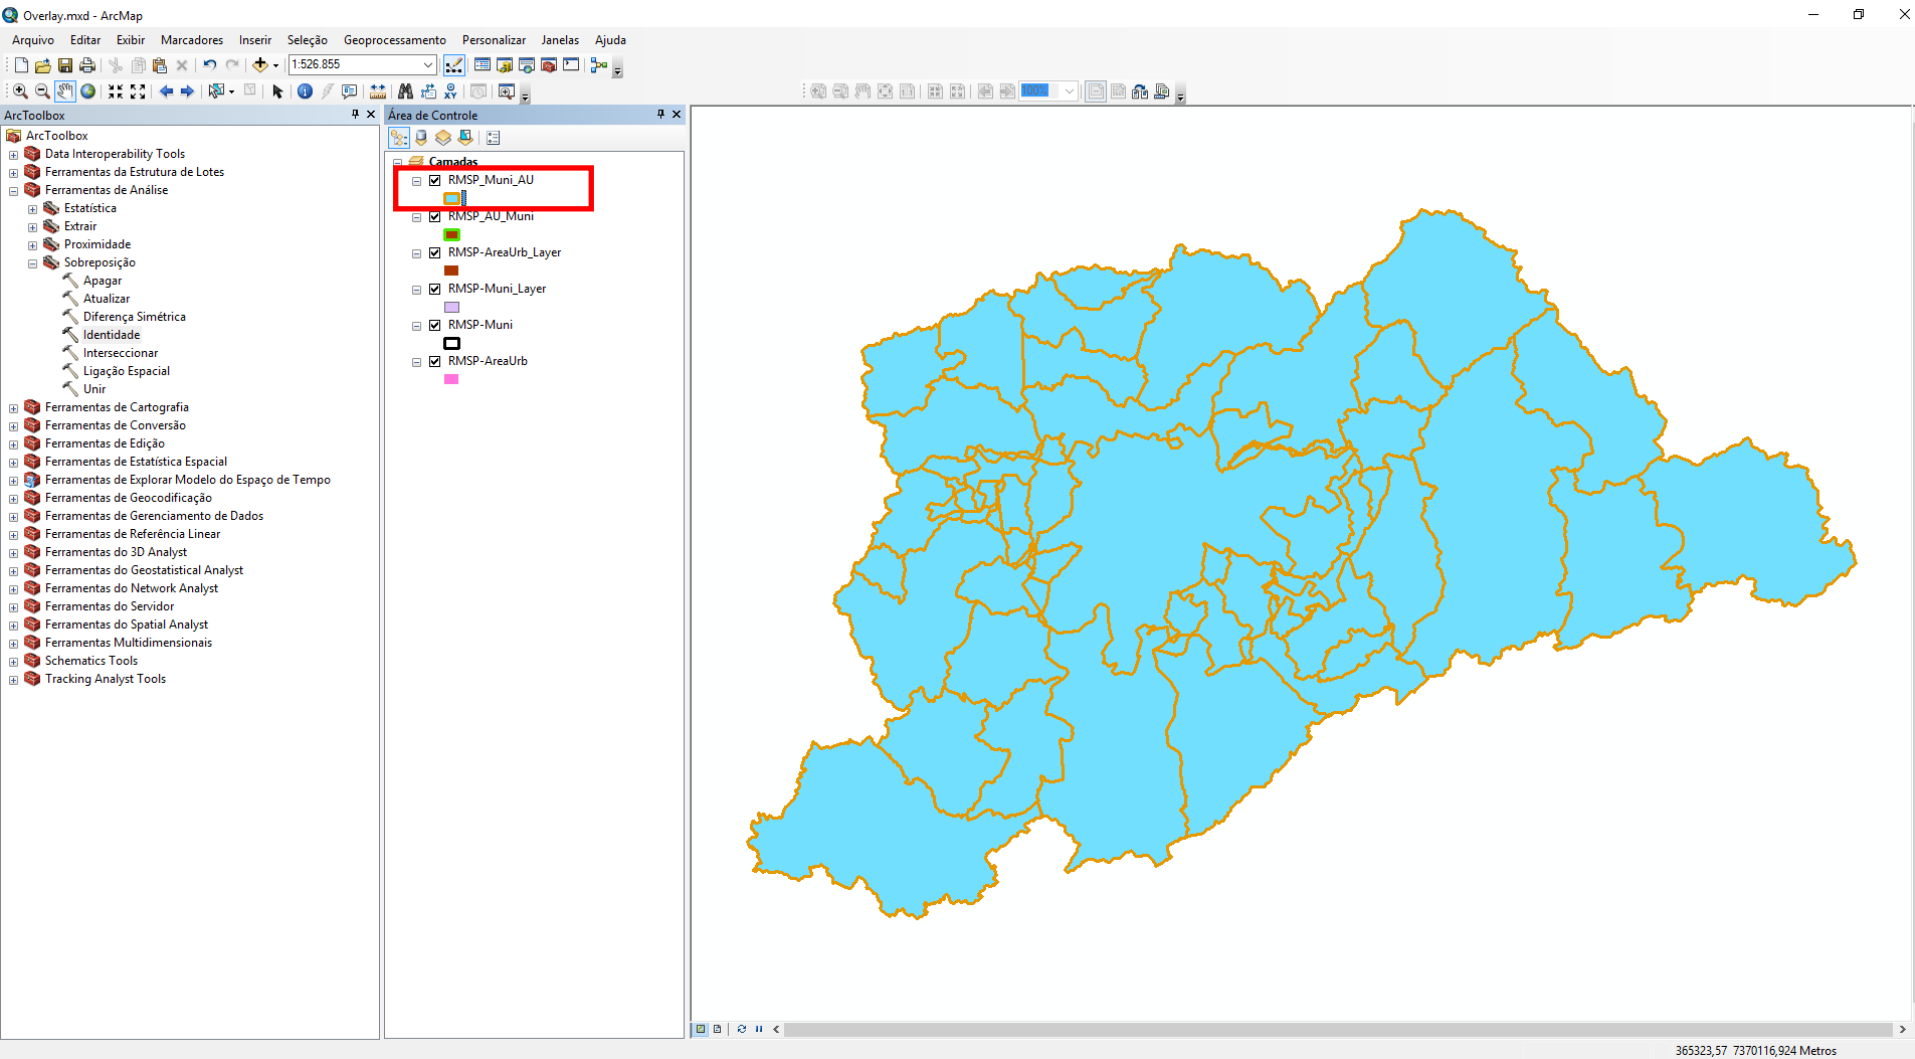 Overlay.mxd - ArcMap
Arquivo Editar Exibir Marcadores Inserir Seleção Geoprocessamento Personalizar Janelas Ajuda
1:526.855
100%
ArcToolbox
ArcToolbox
Data Interoperability Tools
Ferramentas da Estrutura de Lotes
Ferramentas de Análise
Estatística
Extrair
Proximidade
Sobreposição
Apagar
Atualizar
Diferença Simétrica
Identidade
Interseccionar
Ligação Espacial
Unir
Ferramentas de Cartografia
Ferramentas de Conversão
Ferramentas de Edição
Ferramentas de Estatística Espacial
Ferramentas de Explorar Modelo do Espaço de Tempo
Ferramentas de Geocodificação
Ferramentas de Gerenciamento de Dados
Ferramentas de Referência Linear
Ferramentas do 3D Analyst
Ferramentas do Geostatistical Analyst
Ferramentas do Network Analyst
Ferramentas do Servidor
Ferramentas do Spatial Analyst
Ferramentas Multidimensionais
Schematics Tools
Tracking Analyst Tools
Área de Controle
Camadas
RMSP_Muni_AU
RMSP_AU_Muni
RMSP-AreaUrb_Layer
RMSP-Muni_Layer
RMSP-Muni
RMSP-AreaUrb
365323,57 7370116,924 Metros